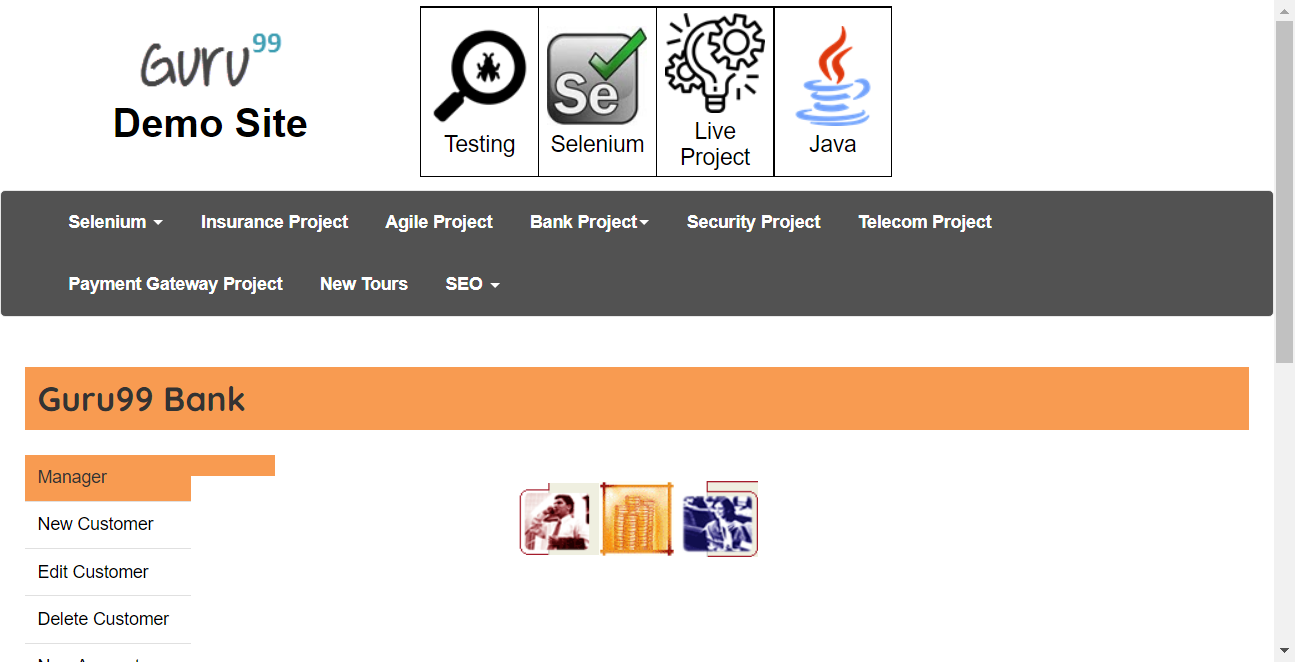 Guru99
Demo Site
Testing
Se
Selenium
Live
Project
Java
Selenium
Insurance Project
Agile Project
Bank Project
Security Project
Telecom Project
Payment Gateway Project
New Tours
SEO
Guru99 Bank
Manager
New Customer
Edit Customer
Delete Customer